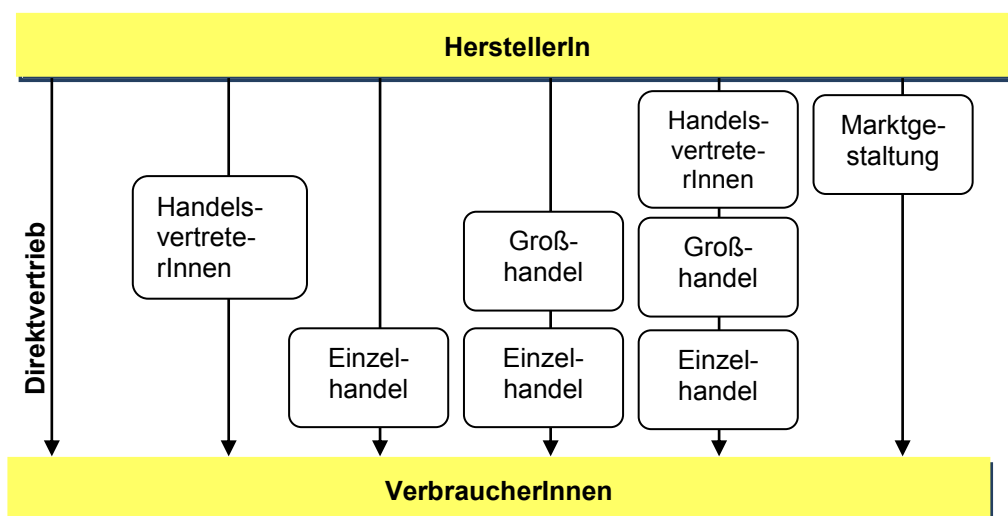 HerstellerIn
Direktvertrieb
Handels-
vertrete-
rInnen
Einzel-
handel
Groß-
handel
Einzel-
handel
Handels-
vertrete-
rInnen
Groß-
handel
Einzel-
handel
Marktge-
staltung
VerbraucherInnen